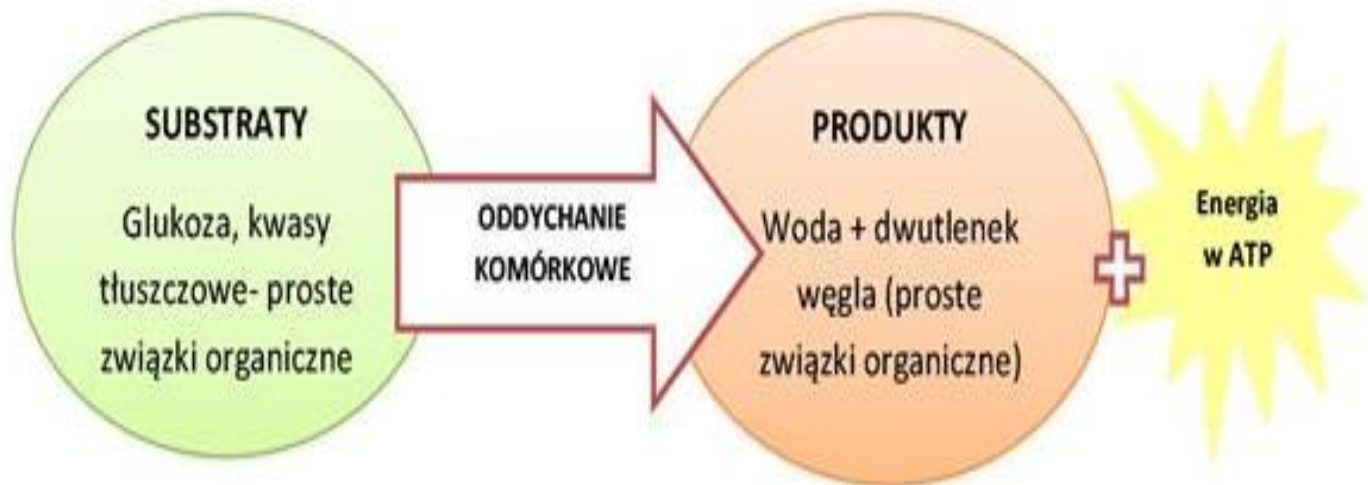 SUBSTRATY
Glukoza, kwasy
tłuszczowe- proste
związki organiczne
ODDYCHANIE
KOMÓRKOWE
PRODUKTY
Woda + dwutlenek
węgla (proste
związki organiczne)
Energia
w ATP